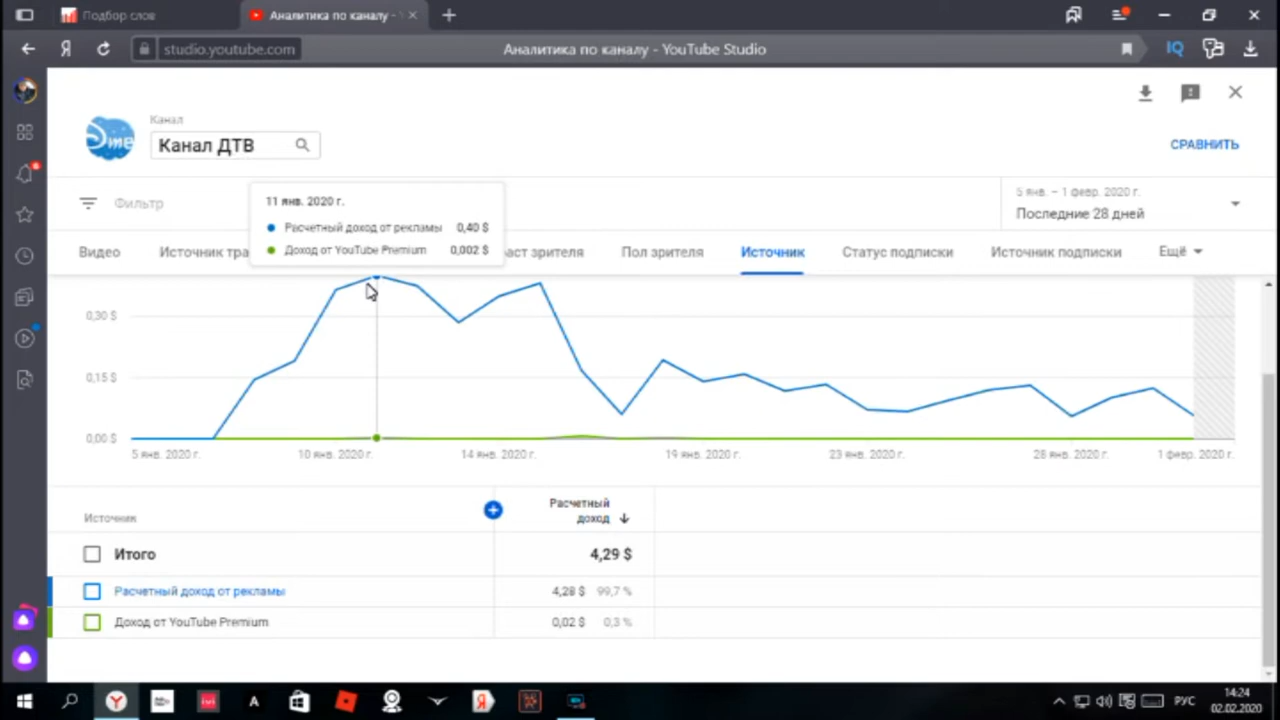 Подбор слов
Аналитика по каналу -
studio.youtube.com
Аналитика по каналу - YouTube Studio
IQ
Канал
Канал ДТВ
СРАВНИТЬ
Фильтр
11 янв. 2020 г.
Расчетный доход от рекламы 0,40 $
Доход от YouTube Premium 0,002 $
5 янв. – 1 февр. 2020 г.
Последние 28 дней
Видео
Источник тра
аст зрителя
Пол зрителя
Источник
Статус подписки
Источник подписки
Ещё
0,30 $
0,15 $
0,00 $
5 янв. 2020 г.
10 янв. 2020 г.
14 янв. 2020 г.
19 янв. 2020 г.
23 янв. 2020 г.
28 янв. 2020 г.
1 февр. 2020 г.
Источник
Расчетный
доход
Итого 4,29 $
Расчетный доход от рекламы 4,28 $ 99,7 %
Доход от YouTube Premium 0,02 $ 0,3 %
РУС
14:24
02.02.2020